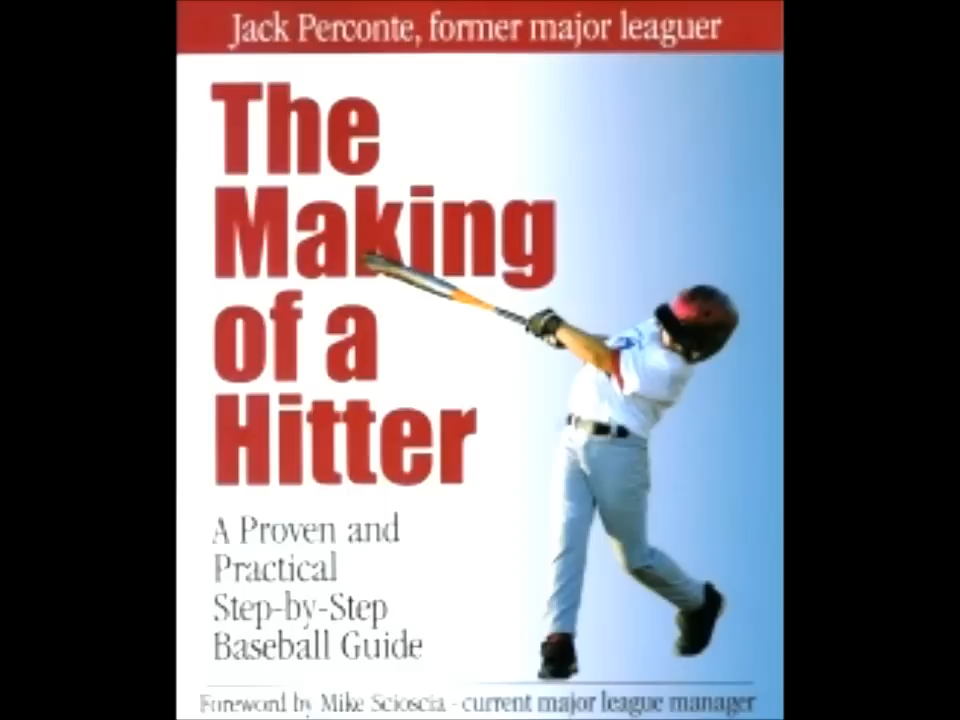 Jack Perconte, former major leaguer
The
Making
of a
Hitter
A Proven and
Practical
Step-by-Step
Baseball Guide
Foreword by Mike Scioscia - current major league manager